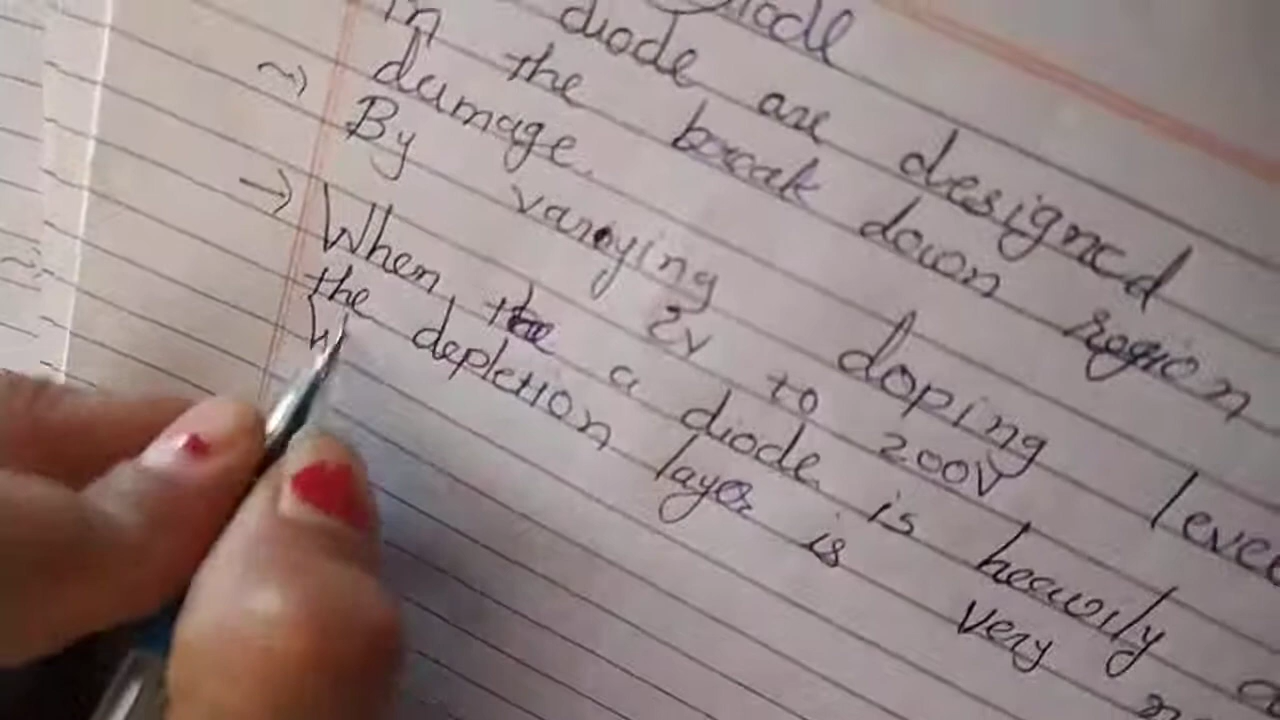 Diode
diode are designed
in the break down region
damage.
~) By varying doping level
2v to 200V
→) When, the a diode. is heavily
the depletion layer is very
W